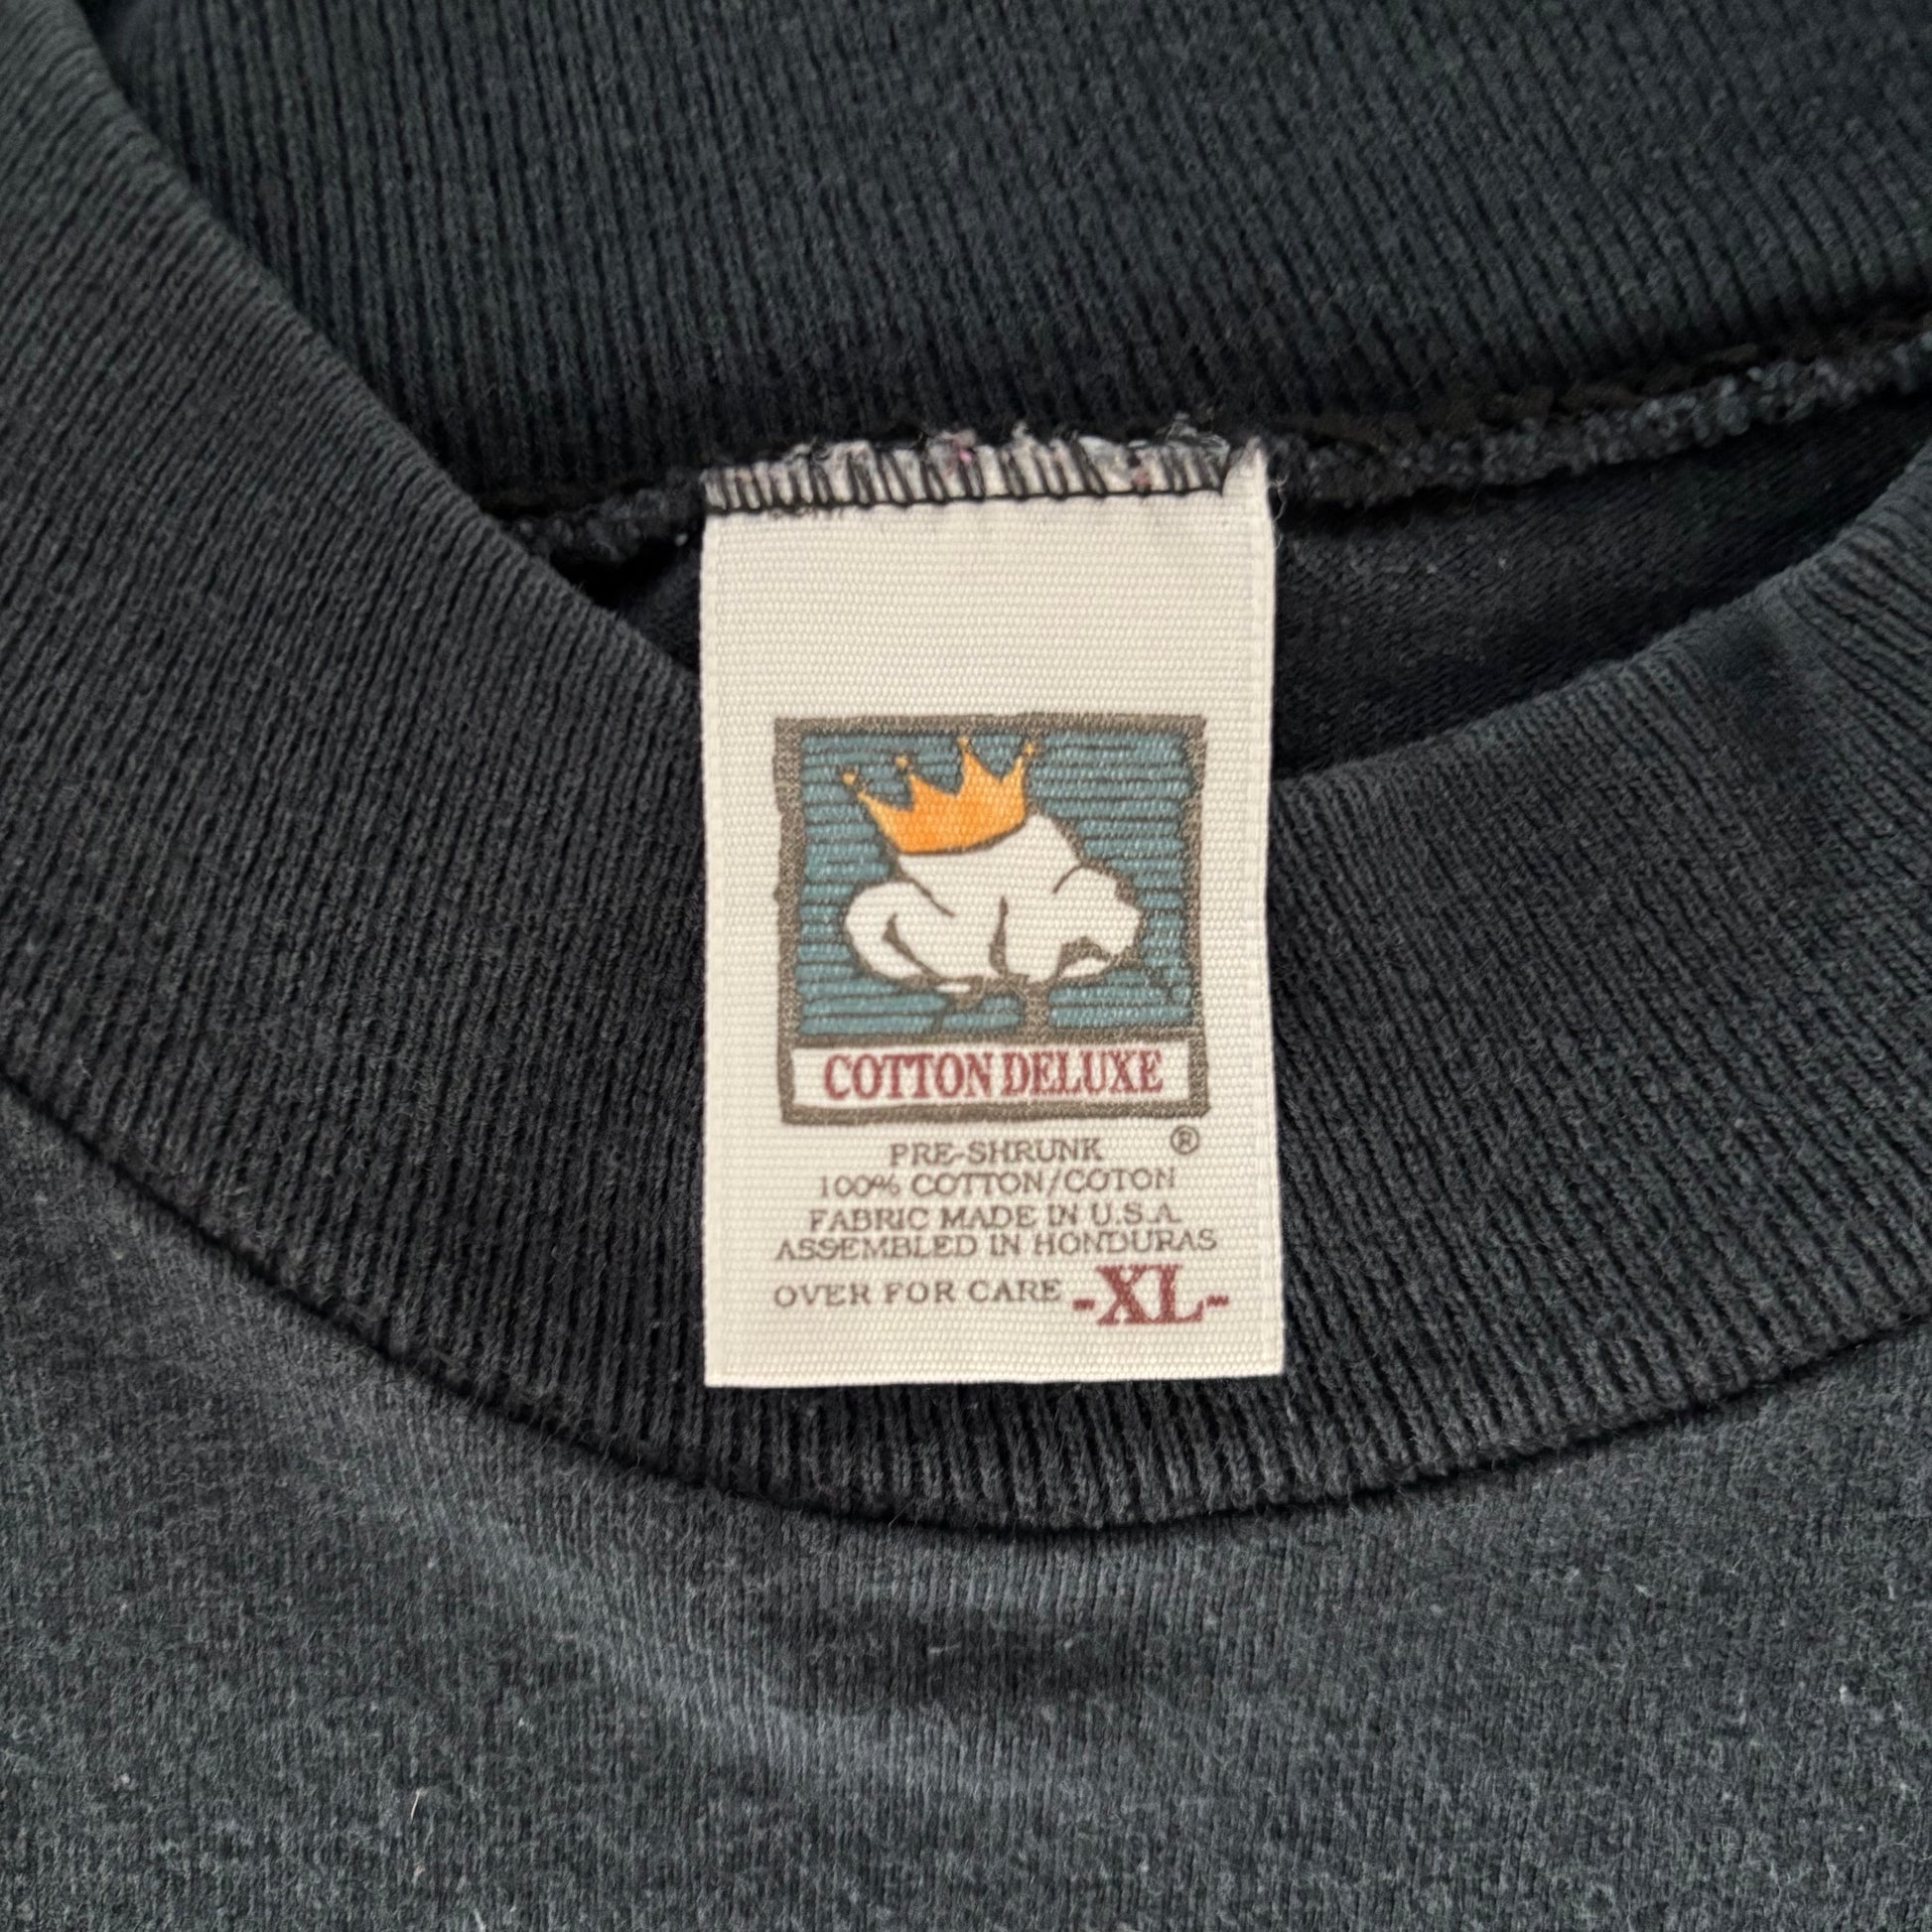 COTTON DELUXE
®
PRE-SHRUNK
100% COTTON/COTON
FABRIC MADE IN U.S.A.
ASSEMBLED IN HONDURAS
OVER FOR CARE -XL-